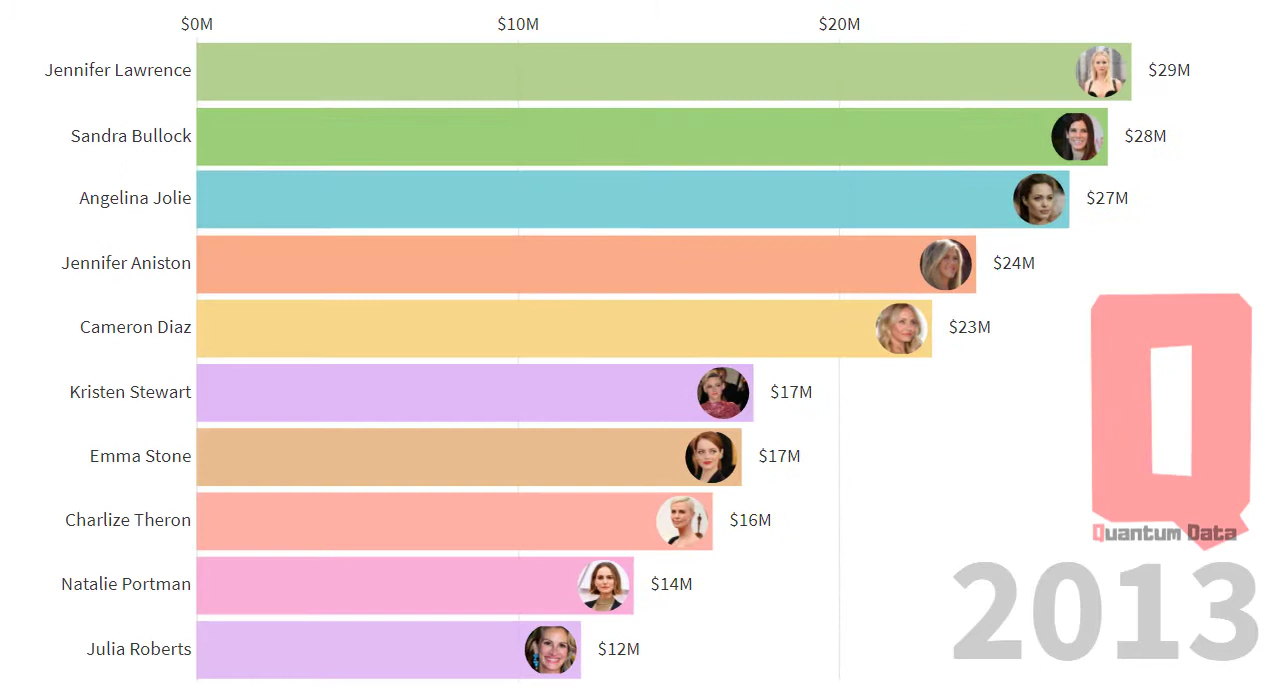 $0M $10M $20M
Jennifer Lawrence $29M
Sandra Bullock $28M
Angelina Jolie $27M
Jennifer Aniston $24M
Cameron Diaz $23M
Kristen Stewart $17M
Emma Stone $17M
Charlize Theron $16M
Natalie Portman $14M
Julia Roberts $12M
Q
Quantum Data
2013